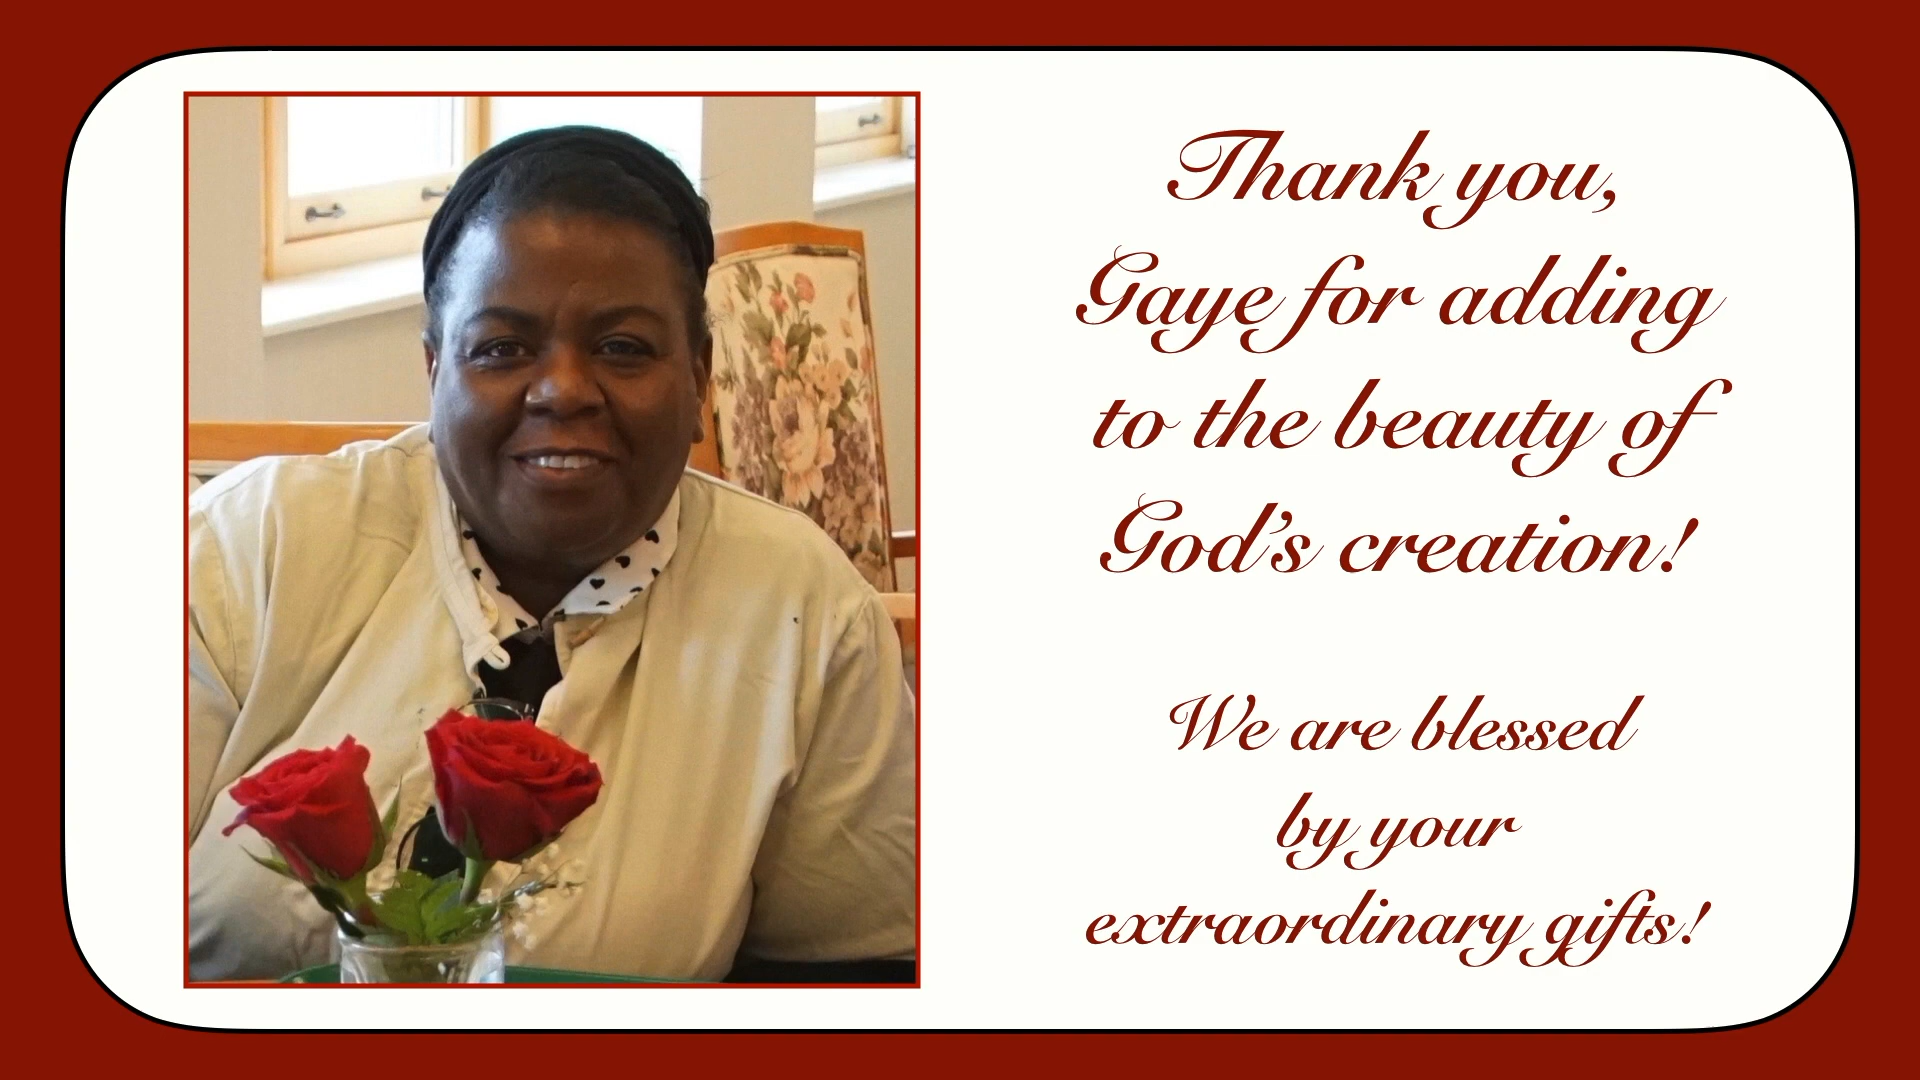 Thank you,
Gaye for adding
to the beauty of
God's creation!
We are blessed
by your
extraordinary gifts!